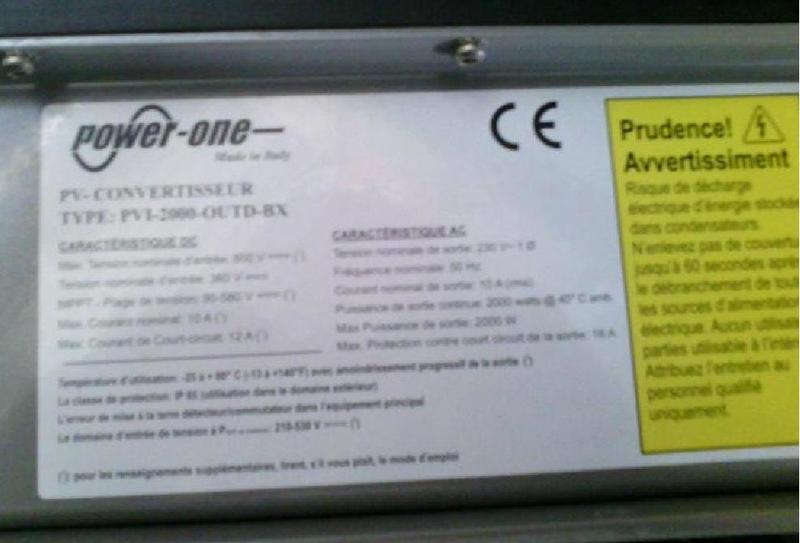 power-one
Made in Italy
CE
PV- CONVERTISSEUR
TYPE: PVI-2000-OUTD-BX
CARACTÉRISTIQUE DC
Max. Tension nominale d'entrée: 600 V (*)
Tension nominale d'entrée: 360 V
MPPT - Plage de tension: 90-580 V (*)
Max. Courant nominal: 10 A (*)
Max. Courant de Court-circuit: 12 A (*)
CARACTÉRISTIQUE AC
Tension nominale de sortie: 230 V~ 1 Ø
Fréquence nominale: 50 Hz
Courant nominal de sortie: 10 A (rms)
Puissance de sortie continue: 2000 watts @ 40° C amb.
Max Puissance de sortie: 2000 W
Max. Protection contre court circuit de la sortie: 16 A
Température d'utilisation: -25 à + 60° C (-13 à +140°F) avec amoindrissement progressif de la sortie (*)
La classe de protection: IP 65 (utilisation dans le domaine extérieur)
L'erreur de mise à la terre détecteur/commutateur dans l'equipement principal
Le domaine d'entrée de tension à P : 210-530 V (*)
(*) pour les renseignements supplémentaires, lirent, s'il vous plaît, le mode d'emploi
Prudence!
Avvertissiment
Risque de décharge
électrique d'énergie stockée
dans condensateurs.
N'enlevez pas de couvertu
jusqu'à 60 secondes après
le débranchement de tout
les sources d'alimentation
électrique. Aucun utilisate
parties utilisable à l'intéri
Attribuez l'entretien au
personnel qualifié
uniquement.